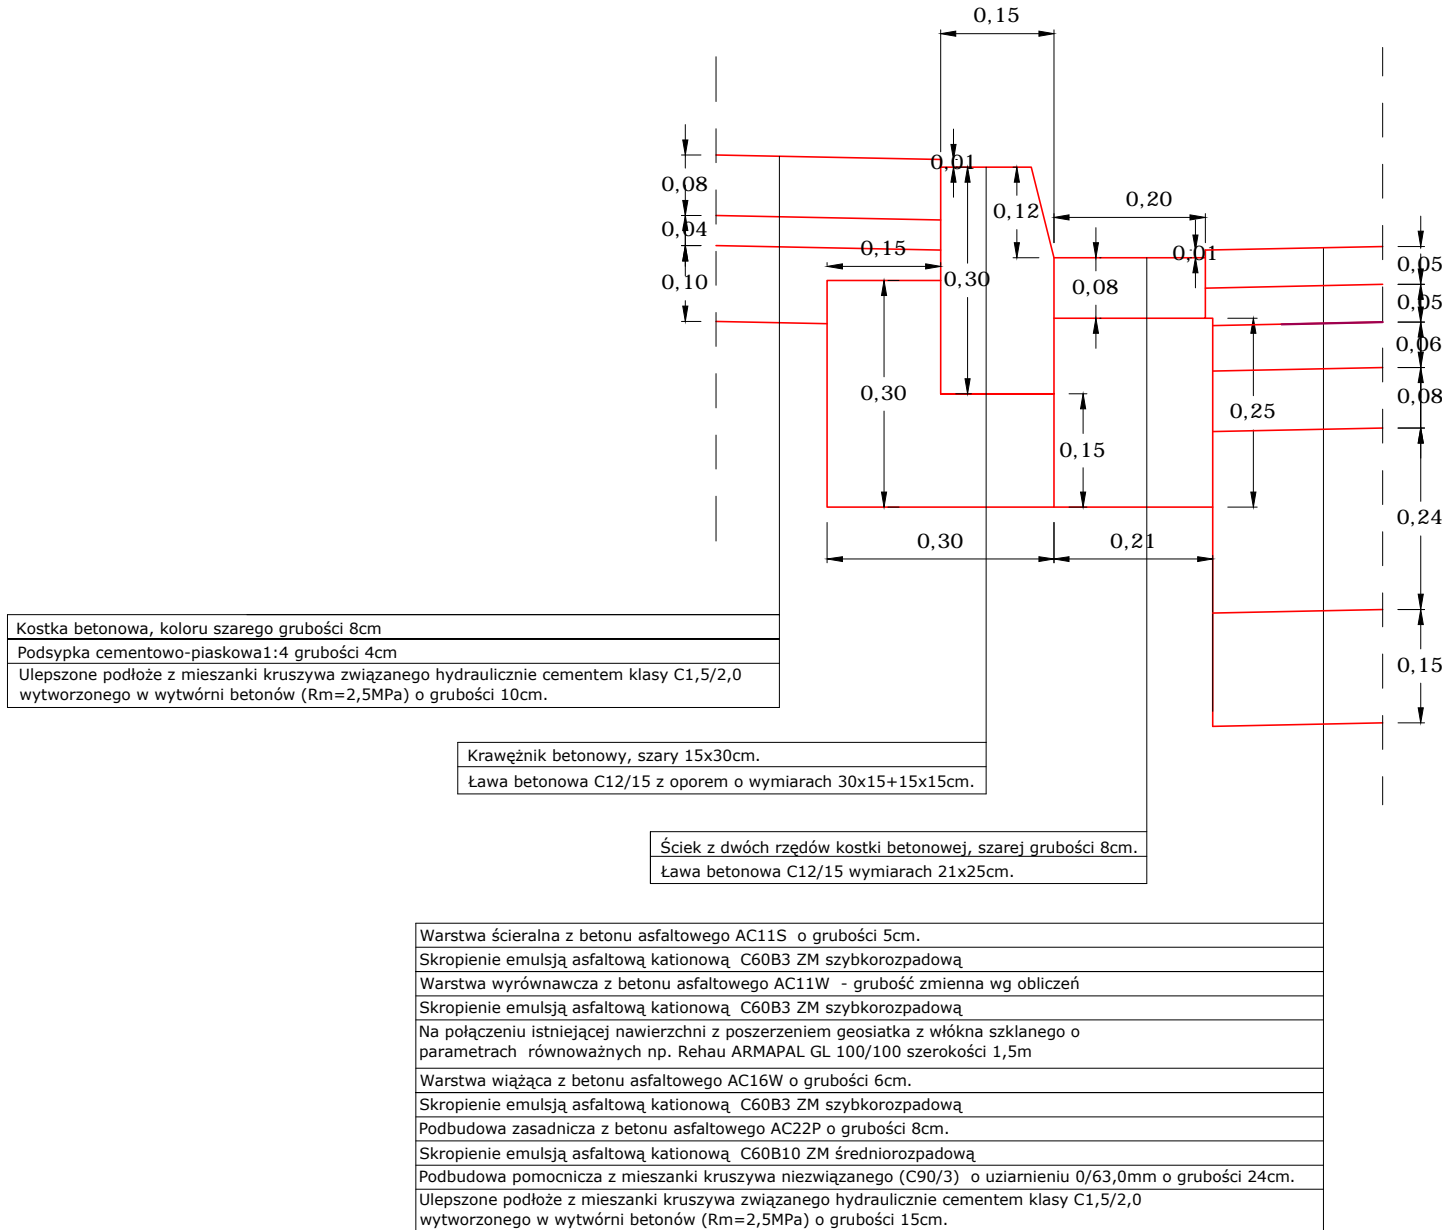 0,15
0,01
0,08
0,04
0,10
0,15
0,12
0,30
0,20
0,01
0,08
0,05
0,05
0,06
0,08
0,30
0,25
0,15
0,24
0,30
0,21
0,15
Kostka betonowa, koloru szarego grubości 8cm
Podsypka cementowo-piaskowa1:4 grubości 4cm
Ulepszone podłoże z mieszanki kruszywa związanego hydraulicznie cementem klasy C1,5/2,0
wytworzonego w wytwórni betonów (Rm=2,5MPa) o grubości 10cm.
Krawężnik betonowy, szary 15x30cm.
Ława betonowa C12/15 z oporem o wymiarach 30x15+15x15cm.
Ściek z dwóch rzędów kostki betonowej, szarej grubości 8cm.
Ława betonowa C12/15 wymiarach 21x25cm.
Warstwa ścieralna z betonu asfaltowego AC11S o grubości 5cm.
Skropienie emulsją asfaltową kationową C60B3 ZM szybkorozpadową
Warstwa wyrównawcza z betonu asfaltowego AC11W - grubość zmienna wg obliczeń
Skropienie emulsją asfaltową kationową C60B3 ZM szybkorozpadową
Na połączeniu istniejącej nawierzchni z poszerzeniem geosiatka z włókna szklanego o
parametrach równoważnych np. Rehau ARMAPAL GL 100/100 szerokości 1,5m
Warstwa wiążąca z betonu asfaltowego AC16W o grubości 6cm.
Skropienie emulsją asfaltową kationową C60B3 ZM szybkorozpadową
Podbudowa zasadnicza z betonu asfaltowego AC22P o grubości 8cm.
Skropienie emulsją asfaltową kationową C60B10 ZM średniorozpadową
Podbudowa pomocnicza z mieszanki kruszywa niezwiązanego (C90/3) o uziarnieniu 0/63,0mm o grubości 24cm.
Ulepszone podłoże z mieszanki kruszywa związanego hydraulicznie cementem klasy C1,5/2,0
wytworzonego w wytwórni betonów (Rm=2,5MPa) o grubości 15cm.